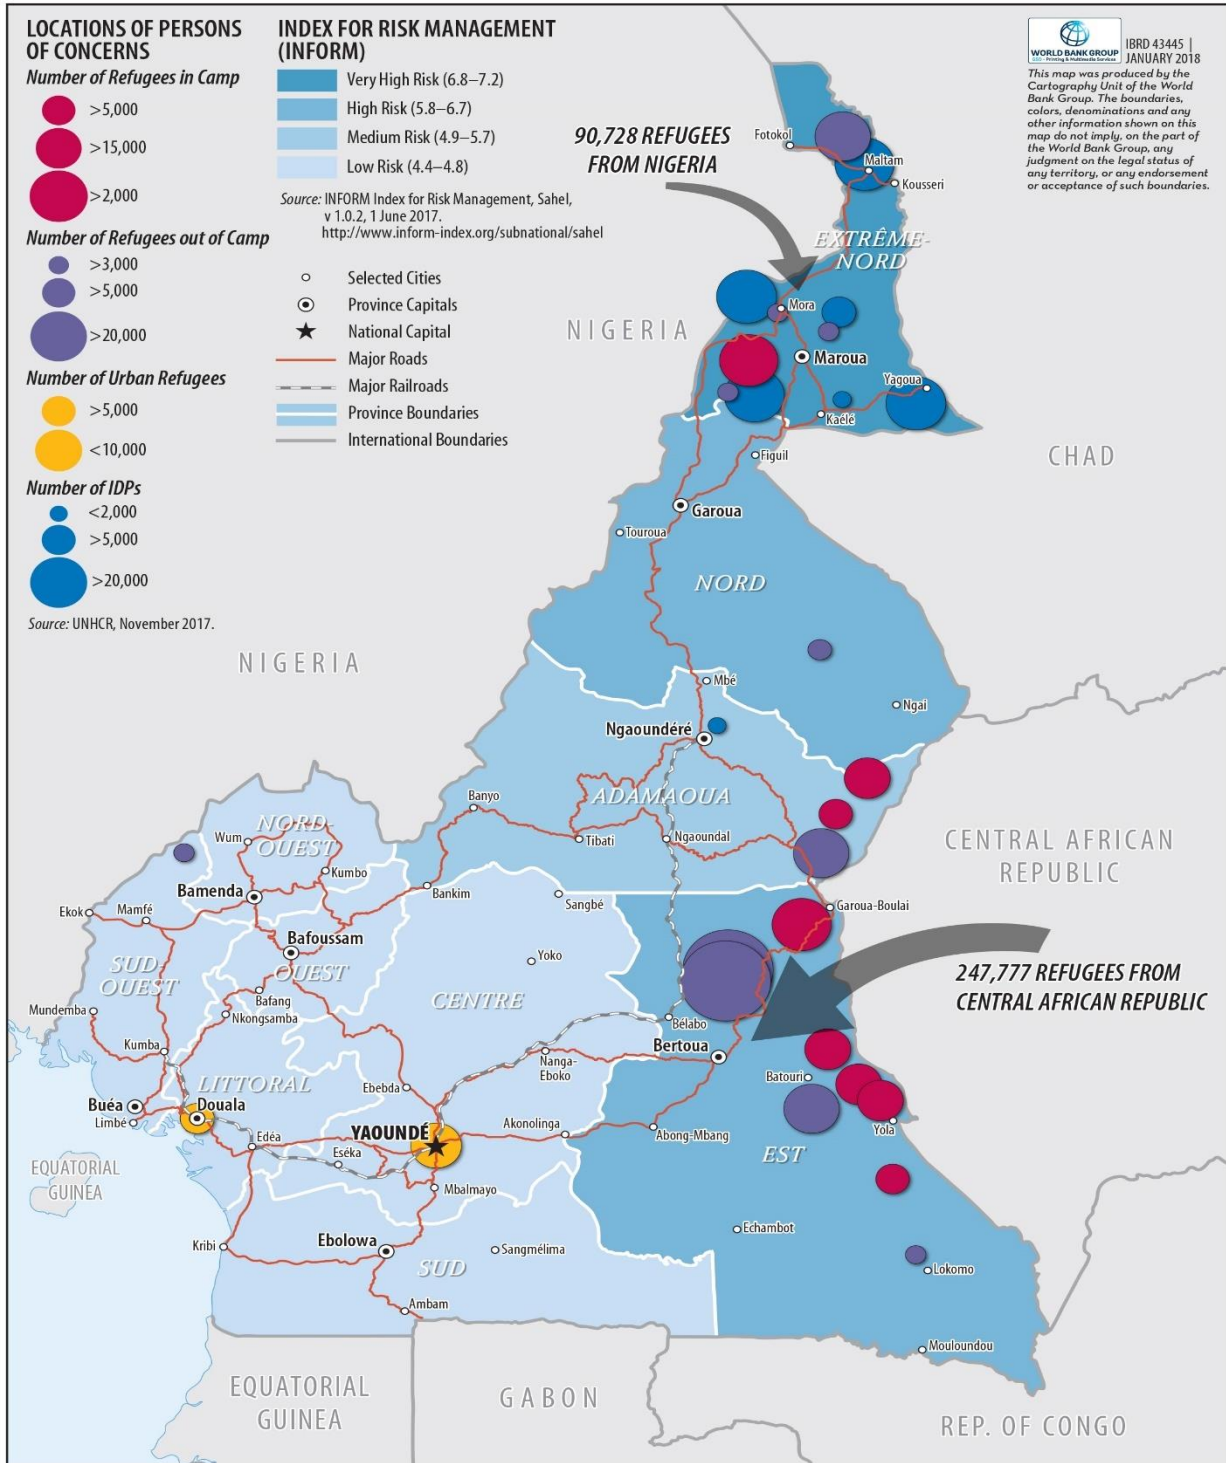 LOCATIONS OF PERSONS
OF CONCERNS
Number of Refugees in Camp
>5,000
>15,000
>2,000
Number of Refugees out of Camp
>3,000
>5,000
>20,000
Number of Urban Refugees
>5,000
<10,000
Number of IDPs
<2,000
>5,000
>20,000
Source: UNHCR, November 2017.
INDEX FOR RISK MANAGEMENT
(INFORM)
Very High Risk (6.8–7.2)
High Risk (5.8–6.7)
Medium Risk (4.9–5.7)
Low Risk (4.4–4.8)
Source: INFORM Index for Risk Management, Sahel,
v 1.0.2, 1 June 2017.
http://www.inform-index.org/subnational/sahel
Selected Cities
Province Capitals
National Capital
Major Roads
Major Railroads
Province Boundaries
International Boundaries
WORLD BANK GROUP
IBRD 43445 |
JANUARY 2018
This map was produced by the
Cartography Unit of the World
Bank Group. The boundaries,
colors, denominations and any
other information shown on this
map do not imply, on the part of
the World Bank Group, any
judgment on the legal status of
any territory, or any endorsement
or acceptance of such boundaries.
90,728 REFUGEES
FROM NIGERIA
Fotokol
Maltam
Kousseri
EXTRÊME-
NORD
NIGERIA
Mora
Maroua
Yagoua
Kaélé
CHAD
Figuil
Garoua
Touroua
NORD
NIGERIA
Mbé
Ngai
Ngaoundéré
ADAMAOUA
Banyo
Tibati
Ngaoundal
CENTRAL AFRICAN
REPUBLIC
NORD-
OUEST
Wum
Kumbo
Bamenda
Bankim
Sangbé
Garoua-Boulai
Ekok
Mamfé
Bafoussam
OUEST
SUD-
OUEST
Yoko
247,777 REFUGEES FROM
CENTRAL AFRICAN REPUBLIC
Bafang
CENTRE
Mundemba
Nkongsamba
Bélabo
Kumba
Nanga-
Eboko
Bertoua
Batouri
LITTORAL
Ebebda
Buéa
Douala
Limbé
YAOUNDÉ
Akonolinga
Abong-Mbang
Yola
Edéa
Eséka
EST
EQUATORIAL
GUINEA
Mbalmayo
Echambot
Kribi
Ebolowa
Sangmélima
SUD
Lokomo
Ambam
Mouloundou
EQUATORIAL
GUINEA
GABON
REP. OF CONGO